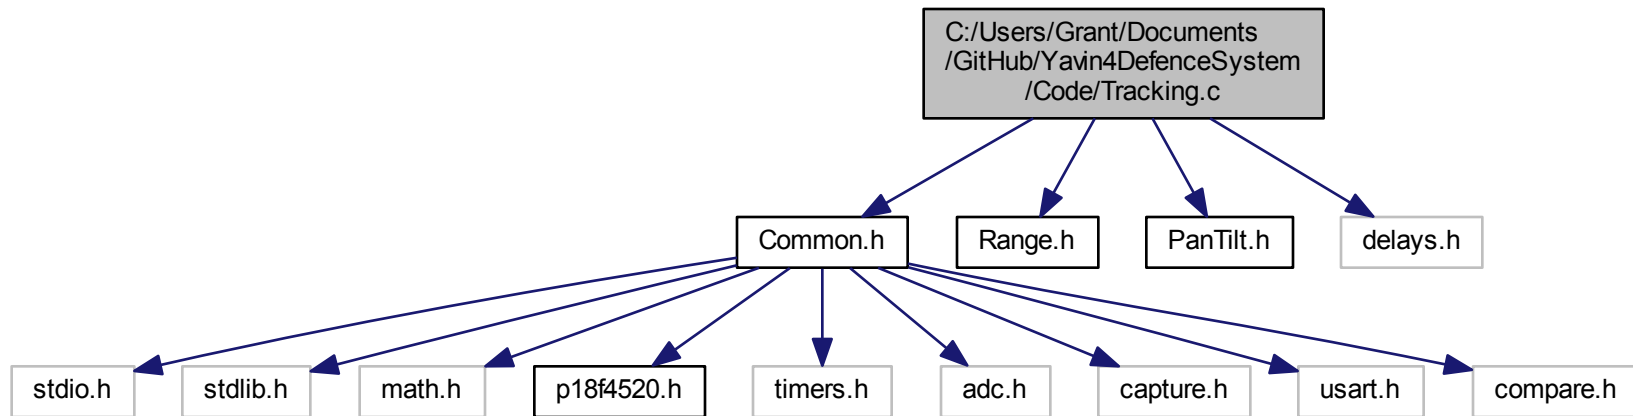 C:/Users/Grant/Documents
/GitHub/Yavin4DefenceSystem
/Code/Tracking.c
Common.h
Range.h
PanTilt.h
delays.h
stdio.h
stdlib.h
math.h
p18f4520.h
timers.h
adc.h
capture.h
usart.h
compare.h